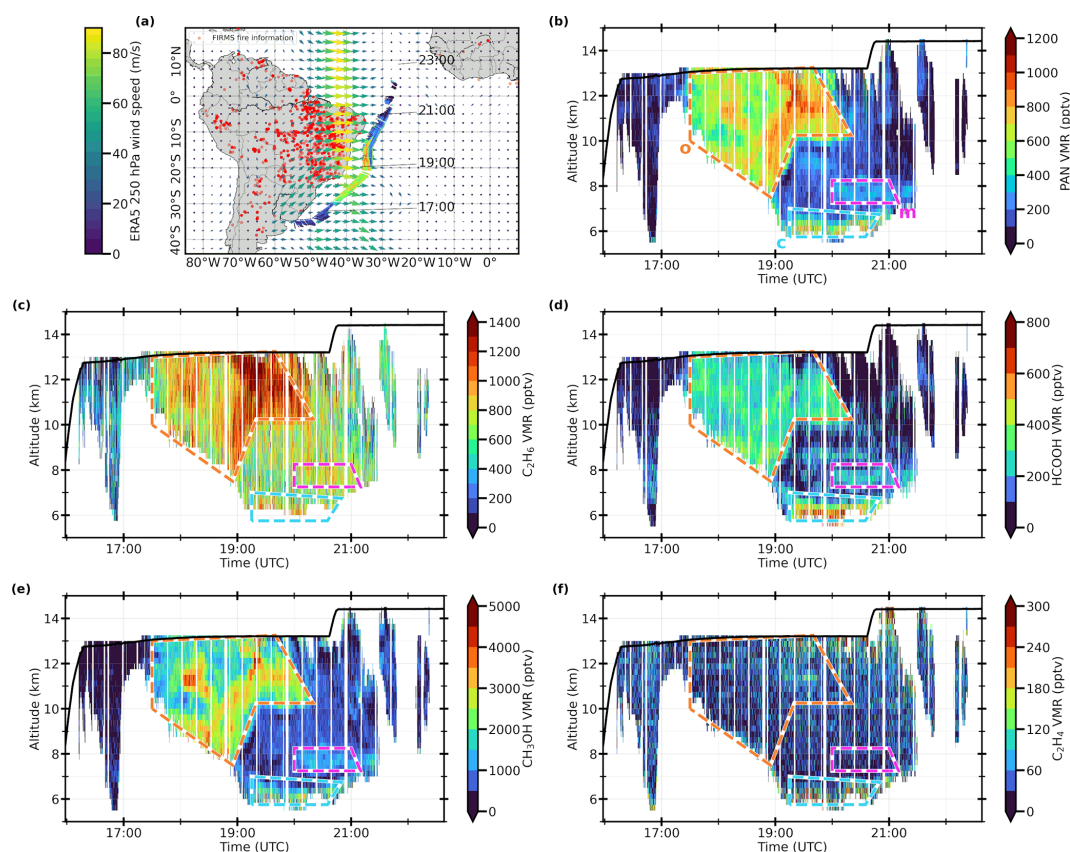 (a)
ERA5 250 hPa wind speed (m/s)
80
60
40
20
0
FIRMS fire information
10°N
0°
10°S
20°S
30°S
40°S
23:00
21:00
19:00
17:00
80°W 70°W 60°W 50°W 40°W 30°W 20°W 10°W 0°
(b)
Altitude (km)
14
12
10
8
6
o
m
c
17:00 19:00 21:00
Time (UTC)
1200
1000
800
600
400
200
0
PAN VMR (pptv)
(c)
Altitude (km)
14
12
10
8
6
17:00 19:00 21:00
Time (UTC)
1400
1200
1000
800
600
400
200
0
C₂H₆ VMR (pptv)
(d)
Altitude (km)
14
12
10
8
6
17:00 19:00 21:00
Time (UTC)
800
600
400
200
0
HCOOH VMR (pptv)
(e)
Altitude (km)
14
12
10
8
6
17:00 19:00 21:00
Time (UTC)
5000
4000
3000
2000
1000
0
CH₃OH VMR (pptv)
(f)
Altitude (km)
14
12
10
8
6
17:00 19:00 21:00
Time (UTC)
300
240
180
120
60
0
C₂H₄ VMR (pptv)